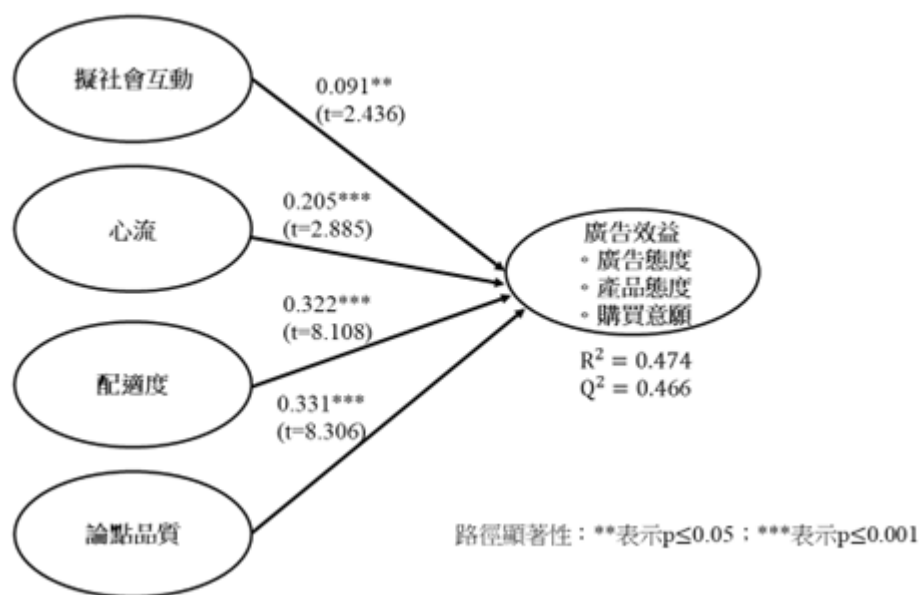 擬社會互動
0.091**
(t=2.436)
心流
0.205***
(t=2.885)
廣告效益
。廣告態度
。產品態度
。購買意願
R² = 0.474
Q² = 0.466
配適度
0.322***
(t=8.108)
論點品質
0.331***
(t=8.306)
路徑顯著性：**表示p≤0.05；***表示p≤0.001